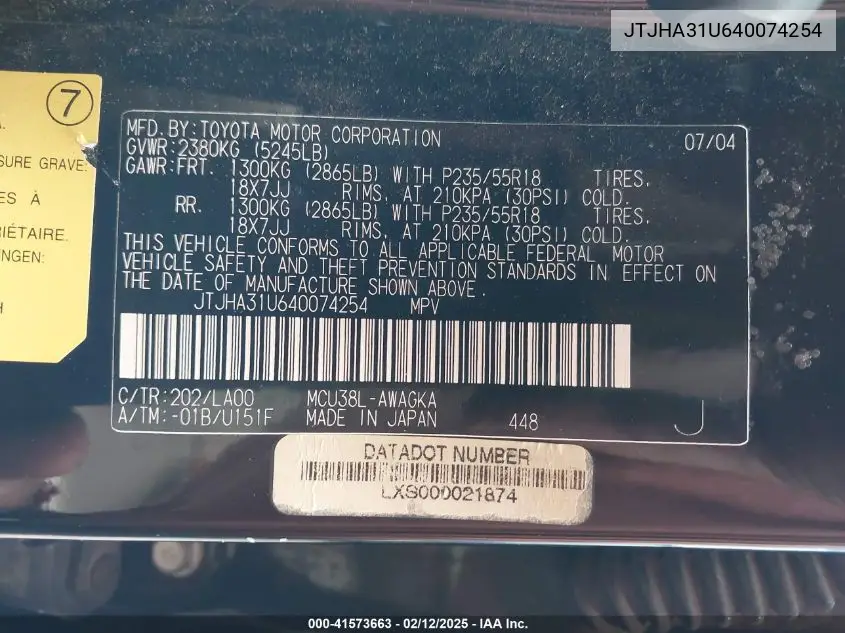 JTJHA31U640074254
7
SURE GRAVE:
ES À
RIÉTAIRE.
NGEN:
H
MFD.BY:TOYOTA MOTOR CORPORATION 07/04
GVWR:2380KG (5245LB)
GAWR:FRT. 1300KG (2865LB) WITH P235/55R18 TIRES,
18X7JJ RIMS, AT 210KPA (30PSI) COLD.
RR. 1300KG (2865LB) WITH P235/55R18 TIRES,
18X7JJ RIMS, AT 210KPA (30PSI) COLD.
THIS VEHICLE CONFORMS TO ALL APPLICABLE FEDERAL MOTOR
VEHICLE SAFETY AND THEFT PREVENTION STANDARDS IN EFFECT ON
THE DATE OF MANUFACTURE SHOWN ABOVE.
JTJHA31U640074254 MPV
C/TR:202/LA00 MCU38L-AWAGKA
A/TM:-01B/U151F MADE IN JAPAN 448 J
DATADOT NUMBER
LXS000021874
000-41573663 - 02/12/2025 - IAA Inc.